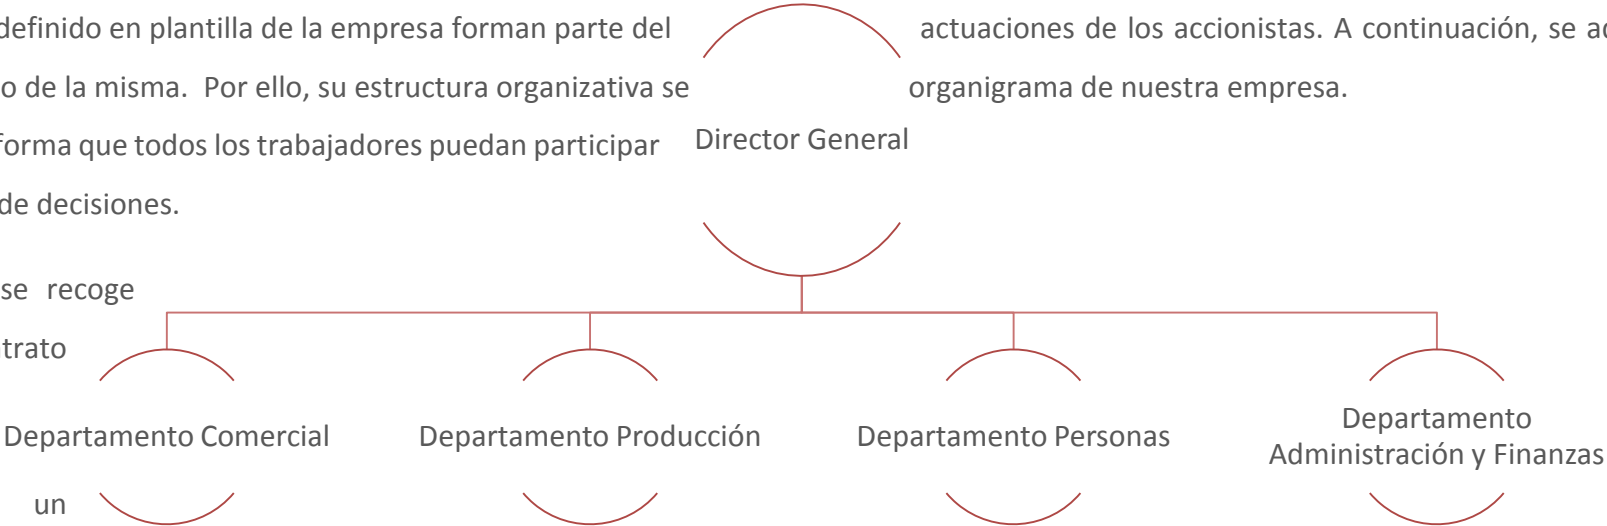 definido en plantilla de la empresa forman parte del
o de la misma. Por ello, su estructura organizativa se
forma que todos los trabajadores puedan participar
de decisiones.
se recoge
un
actuaciones de los accionistas. A continuación, se
organigrama de nuestra empresa.
Director General
Departamento Comercial
Departamento Producción
Departamento Personas
Departamento
Administración y Finanzas